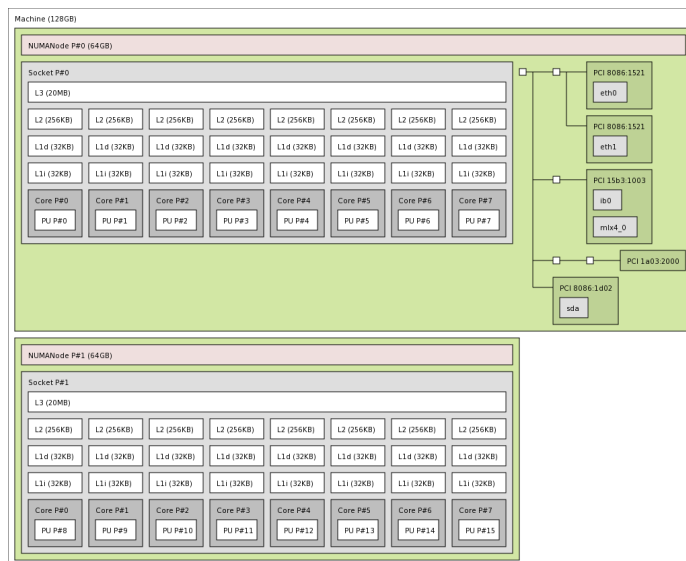 Machine (128GB)
NUMANode P#0 (64GB)
Socket P#0
L3 (20MB)
L2 (256KB) L2 (256KB) L2 (256KB) L2 (256KB) L2 (256KB) L2 (256KB) L2 (256KB) L2 (256KB)
L1d (32KB) L1d (32KB) L1d (32KB) L1d (32KB) L1d (32KB) L1d (32KB) L1d (32KB) L1d (32KB)
L1i (32KB) L1i (32KB) L1i (32KB) L1i (32KB) L1i (32KB) L1i (32KB) L1i (32KB) L1i (32KB)
Core P#0 Core P#1 Core P#2 Core P#3 Core P#4 Core P#5 Core P#6 Core P#7
PU P#0 PU P#1 PU P#2 PU P#3 PU P#4 PU P#5 PU P#6 PU P#7
PCI 8086:1521
eth0
PCI 8086:1521
eth1
PCI 15b3:1003
ib0
mlx4_0
PCI 1a03:2000
PCI 8086:1d02
sda
NUMANode P#1 (64GB)
Socket P#1
L3 (20MB)
L2 (256KB) L2 (256KB) L2 (256KB) L2 (256KB) L2 (256KB) L2 (256KB) L2 (256KB) L2 (256KB)
L1d (32KB) L1d (32KB) L1d (32KB) L1d (32KB) L1d (32KB) L1d (32KB) L1d (32KB) L1d (32KB)
L1i (32KB) L1i (32KB) L1i (32KB) L1i (32KB) L1i (32KB) L1i (32KB) L1i (32KB) L1i (32KB)
Core P#0 Core P#1 Core P#2 Core P#3 Core P#4 Core P#5 Core P#6 Core P#7
PU P#8 PU P#9 PU P#10 PU P#11 PU P#12 PU P#13 PU P#14 PU P#15